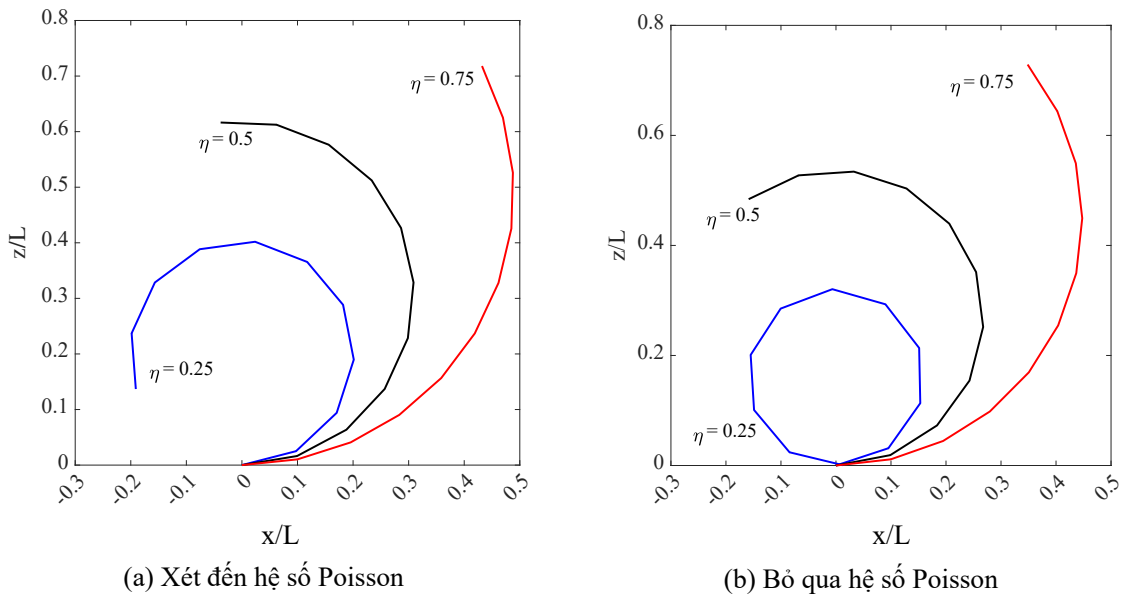 0.8
0.7
0.6
0.5
0.4
0.3
0.2
0.1
0
z/L
η = 0.75
η = 0.5
η = 0.25
-0.3
-0.2
-0.1
0
0.1
0.2
0.3
0.4
0.5
x/L
(a) Xét đến hệ số Poisson
0.8
0.6
0.4
0.2
0
z/L
η = 0.75
η = 0.5
η = 0.25
-0.3
-0.2
-0.1
0
0.1
0.2
0.3
0.4
0.5
x/L
(b) Bỏ qua hệ số Poisson